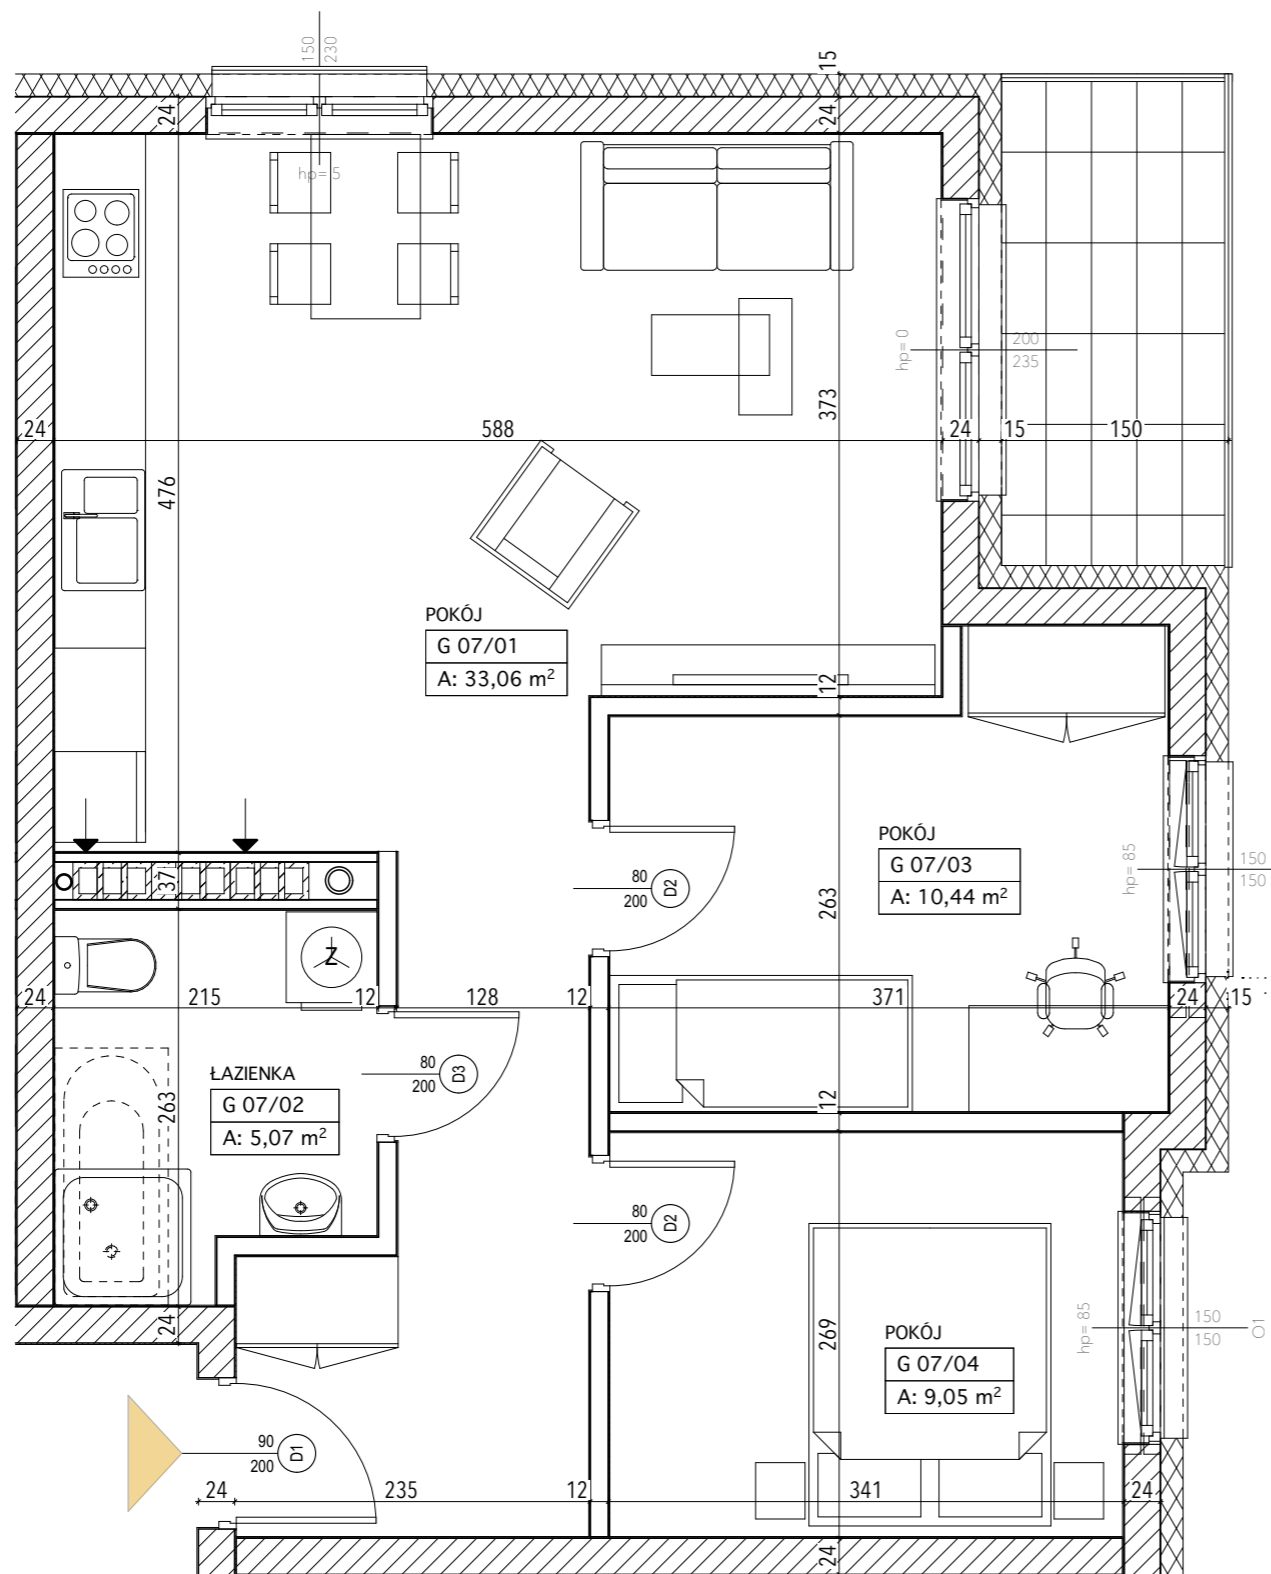 150
230
15
24
24
hp= 5
hp= 0
200
235
373
24
588
24
15
150
476
POKÓJ
G 07/01
A: 33,06 m²
12
POKÓJ
G 07/03
A: 10,44 m²
hp= 85
150
150
37
80
200
D2
263
Z
24
215
12
128
12
371
24
15
80
200
D3
ŁAZIENKA
G 07/02
A: 5,07 m²
263
12
80
200
D2
24
269
POKÓJ
G 07/04
A: 9,05 m²
hp= 85
150
150
O1
90
200
D1
24
235
12
341
24
24